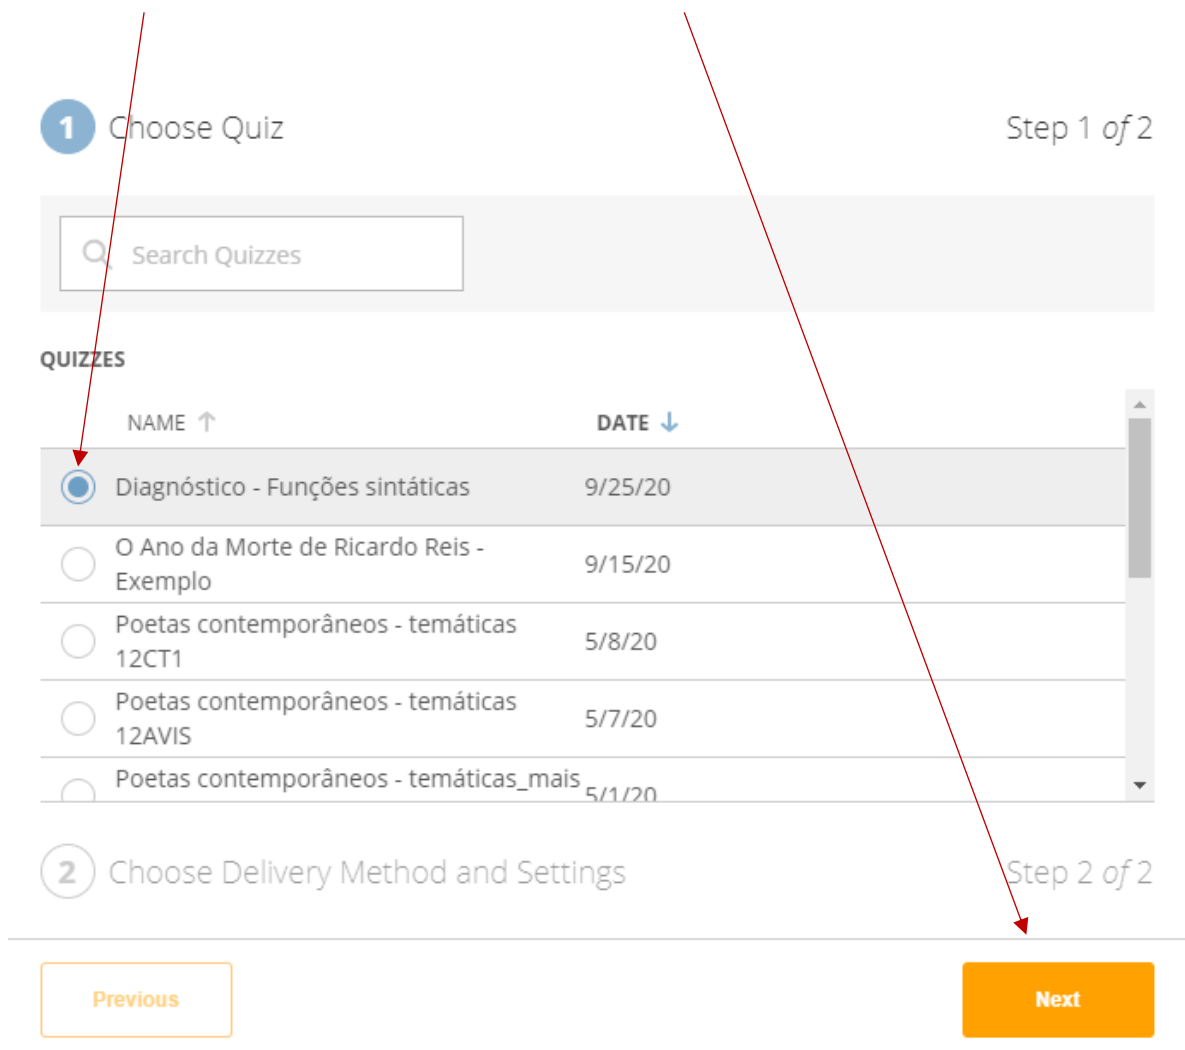 1 Choose Quiz Step 1 of 2
Search Quizzes
QUIZZES
NAME DATE
Diagnóstico - Funções sintáticas 9/25/20
O Ano da Morte de Ricardo Reis -
Exemplo 9/15/20
Poetas contemporâneos - temáticas
12CT1 5/8/20
Poetas contemporâneos - temáticas
12AVIS 5/7/20
Poetas contemporâneos - temáticas_mais 5/1/20
2 Choose Delivery Method and Settings Step 2 of 2
Previous Next